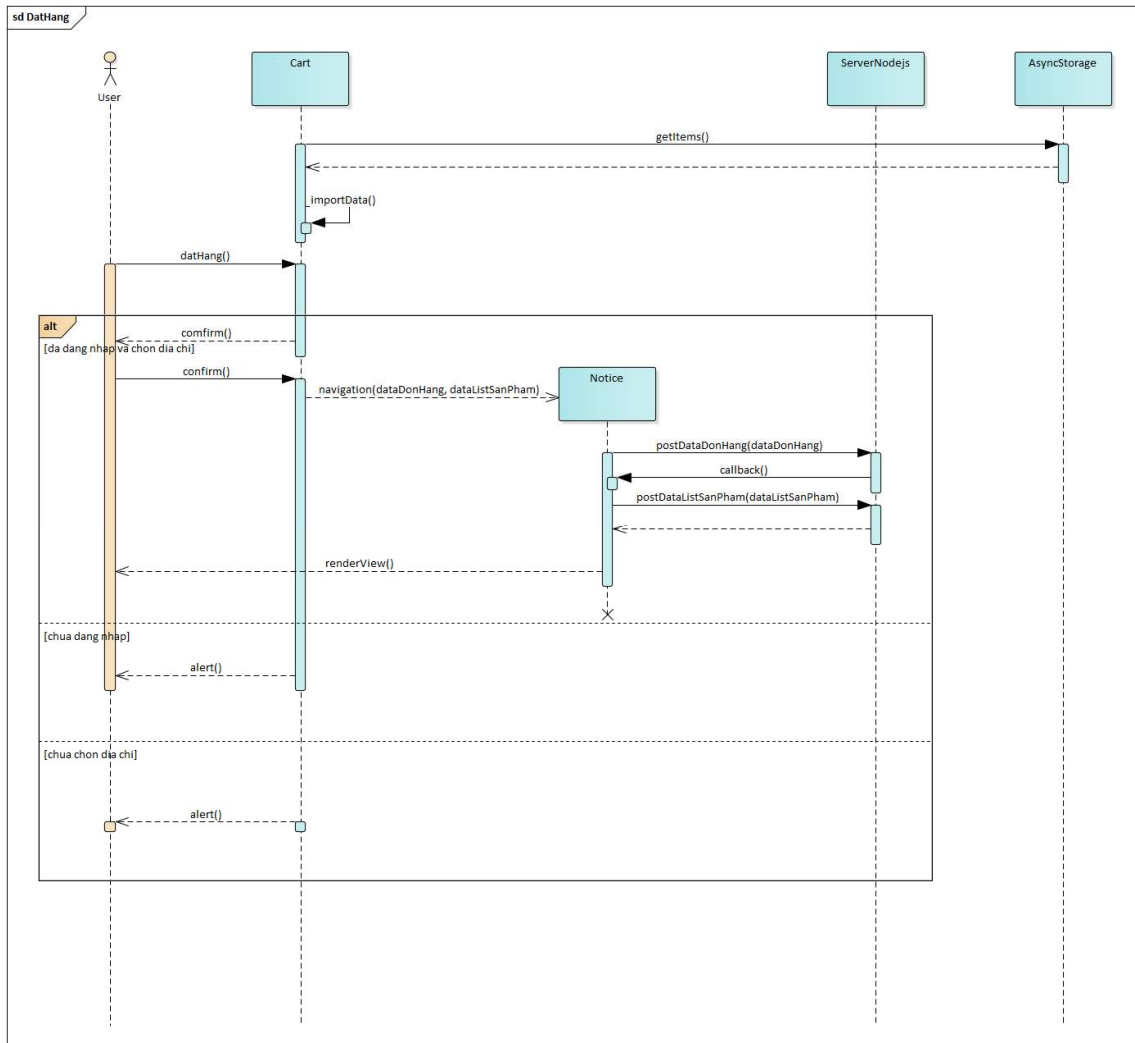 sd DatHang
User
Cart
ServerNodejs
AsyncStorage
getItems()
importData()
datHang()
alt
comfirm()
[da dang nhap va chon dia chi]
confirm()
Notice
navigation(dataDonHang, dataListSanPham)
postDataDonHang(dataDonHang)
callback()
postDataListSanPham(dataListSanPham)
renderView()
[chua dang nhap]
alert()
[chua chon dia chi]
alert()